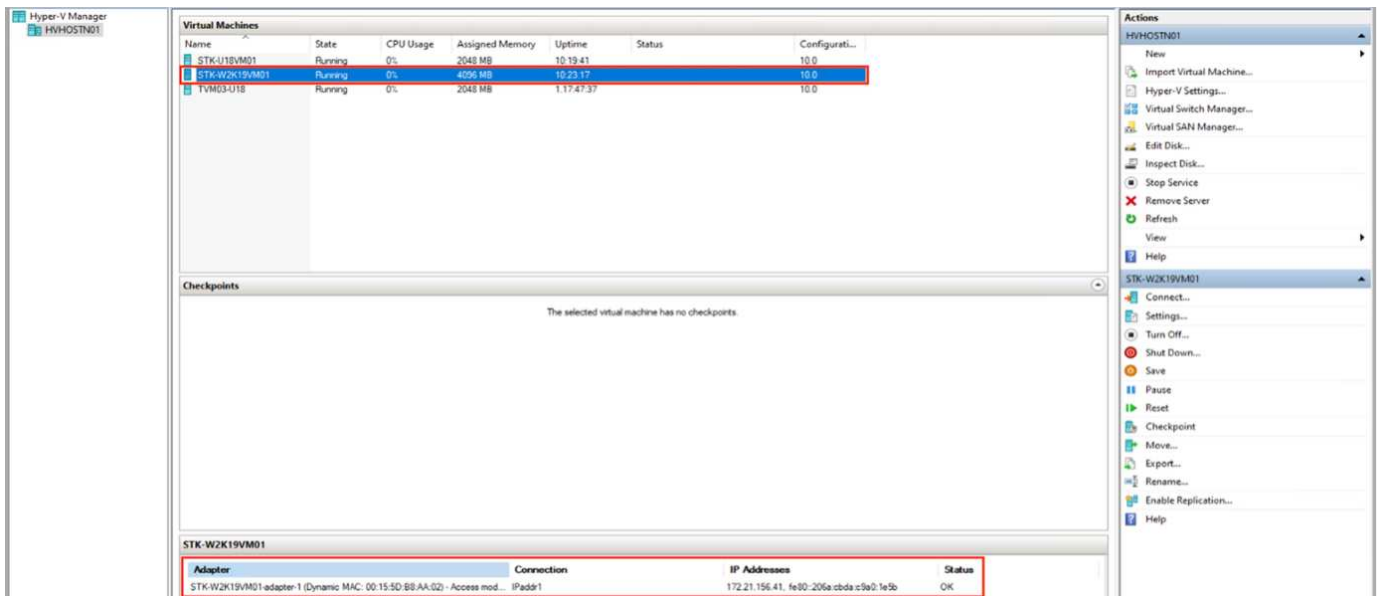 Hyper-V Manager
HVHOSTN01
Virtual Machines
Name State CPU Usage Assigned Memory Uptime Status Configurati...
STK-U18VM01 Running 0% 2048 MB 10:19:41 10.0
STK-W2K19VM01 Running 0% 4096 MB 10:23:17 10.0
TVM03-U18 Running 0% 2048 MB 1.17:47:37 10.0
Checkpoints
The selected virtual machine has no checkpoints.
STK-W2K19VM01
Adapter Connection IP Addresses Status
STK-W2K19VM01-adapter-1 (Dynamic MAC: 00:15:5D:B8:AA:02) - Access mod... IPaddr1 172.21.156.41, fe80::206a:cbda:c9a0:1e5b OK
Actions
HVHOSTN01
New
Import Virtual Machine...
Hyper-V Settings...
Virtual Switch Manager...
Virtual SAN Manager...
Edit Disk...
Inspect Disk...
Stop Service
Remove Server
Refresh
View
Help
STK-W2K19VM01
Connect...
Settings...
Turn Off...
Shut Down...
Save
Pause
Reset
Checkpoint
Move...
Export...
Rename...
Enable Replication...
Help